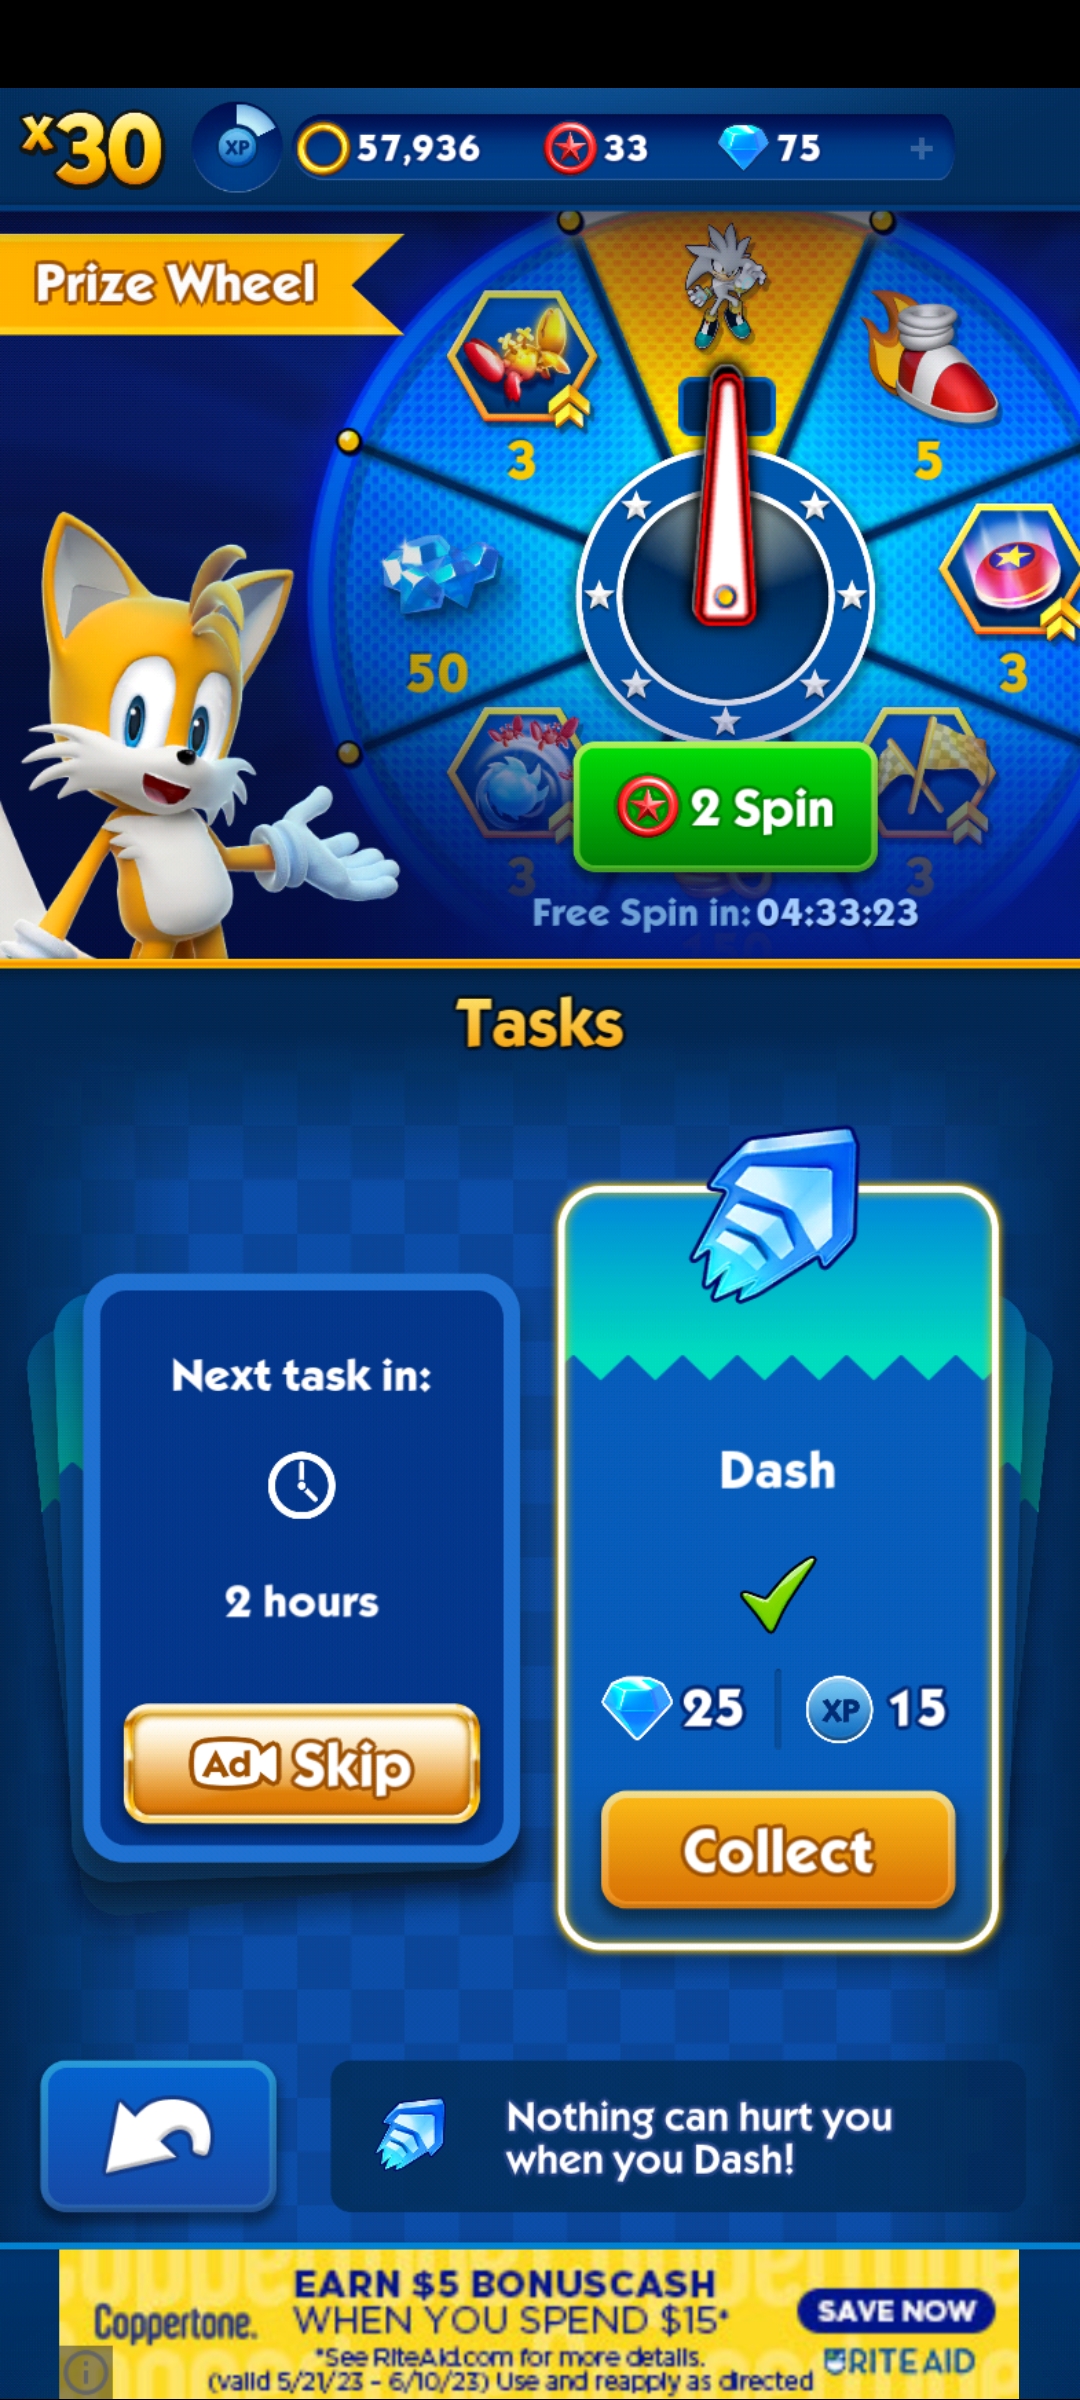 x30
XP
57,936
33
75
+
Prize Wheel
3
5
50
3
3
3
2 Spin
Free Spin in: 04:33:23
Tasks
Next task in:
2 hours
Ad Skip
Dash
25
XP 15
Collect
Nothing can hurt you
when you Dash!
Coppertone.
EARN $5 BONUSCASH
WHEN YOU SPEND $15*
*See RiteAid.com for more details.
(valid 5/21/23 - 6/10/23) Use and reapply as directed
SAVE NOW
RITE AID